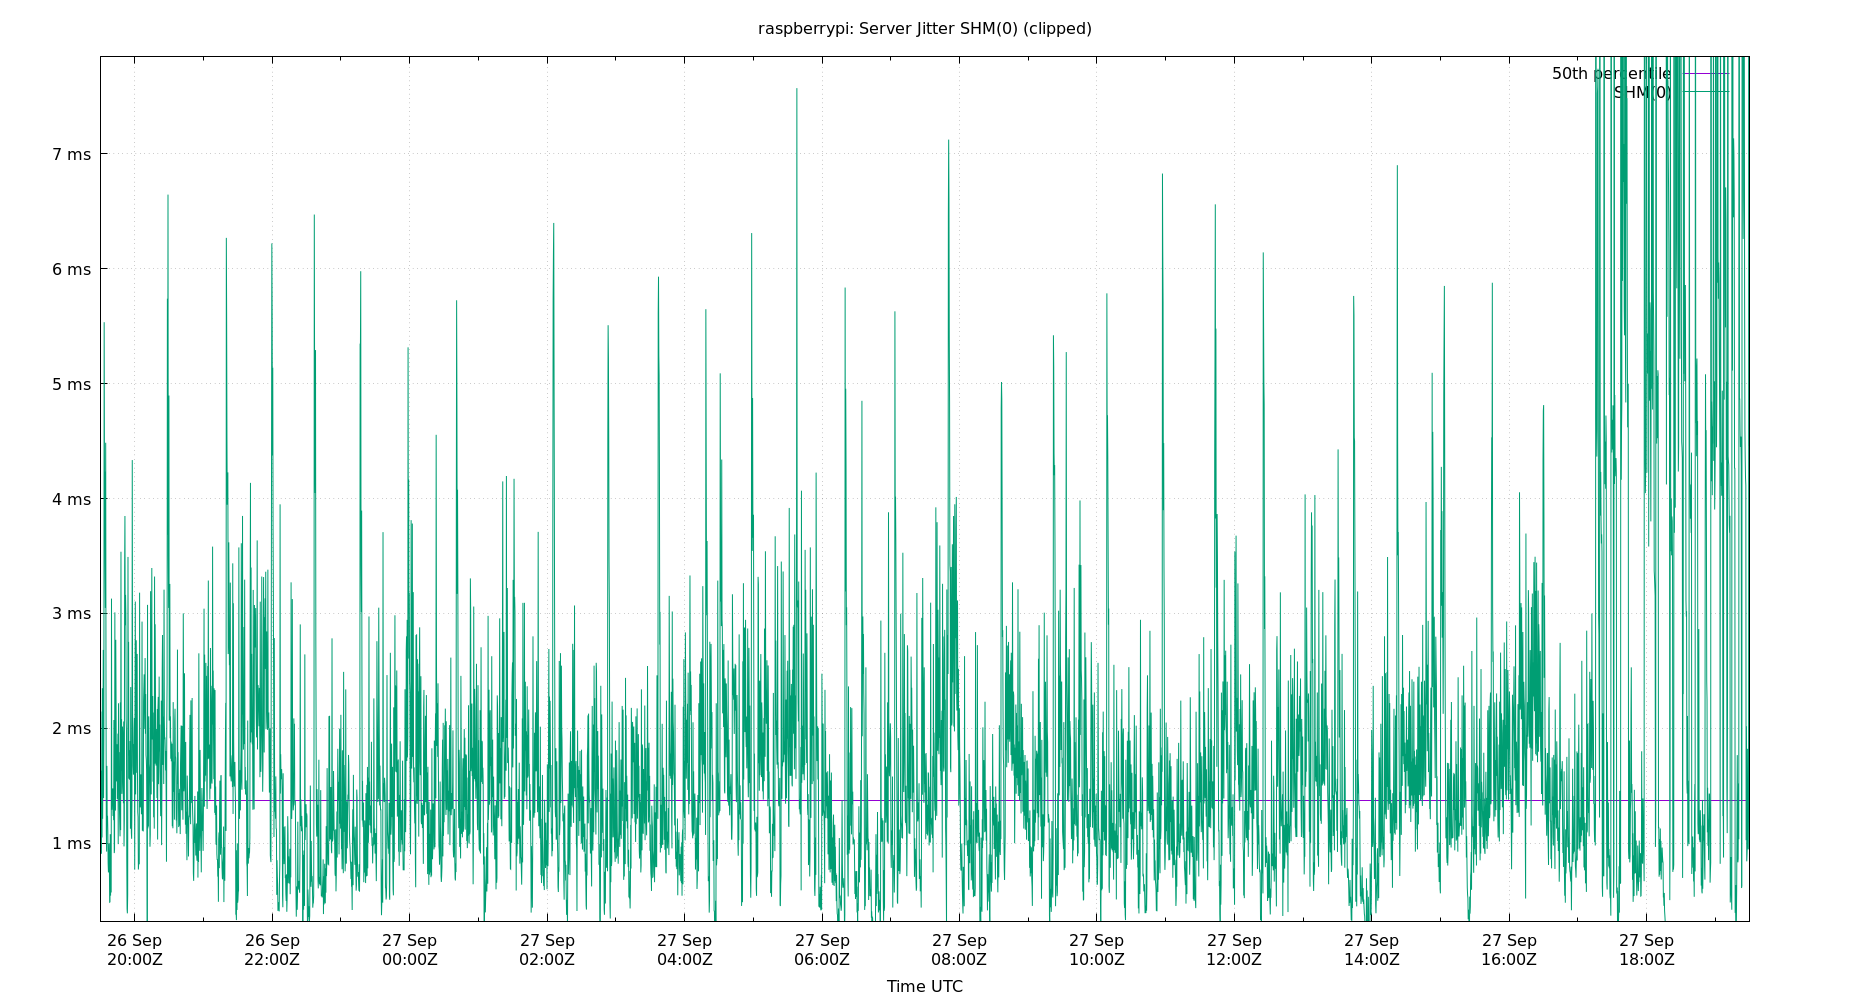 raspberrypi: Server Jitter SHM(0) (clipped)
50th percentile
SHM(0)
7 ms
6 ms
5 ms
4 ms
3 ms
2 ms
1 ms
26 Sep 26 Sep 27 Sep 27 Sep 27 Sep 27 Sep 27 Sep 27 Sep 27 Sep 27 Sep 27 Sep 27 Sep
20:00Z 22:00Z 00:00Z 02:00Z 04:00Z 06:00Z 08:00Z 10:00Z 12:00Z 14:00Z 16:00Z 18:00Z
Time UTC